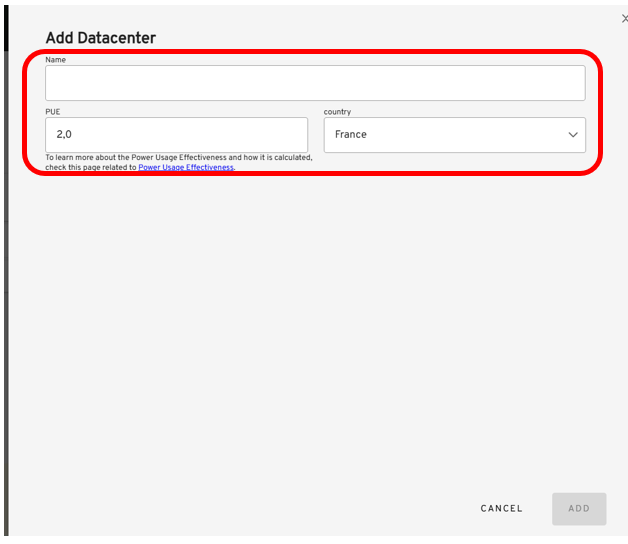 Add Datacenter
Name
PUE
country
2,0
France
To learn more about the Power Usage Effectiveness and how it is calculated,
check this page related to Power Usage Effectiveness.
CANCEL
ADD